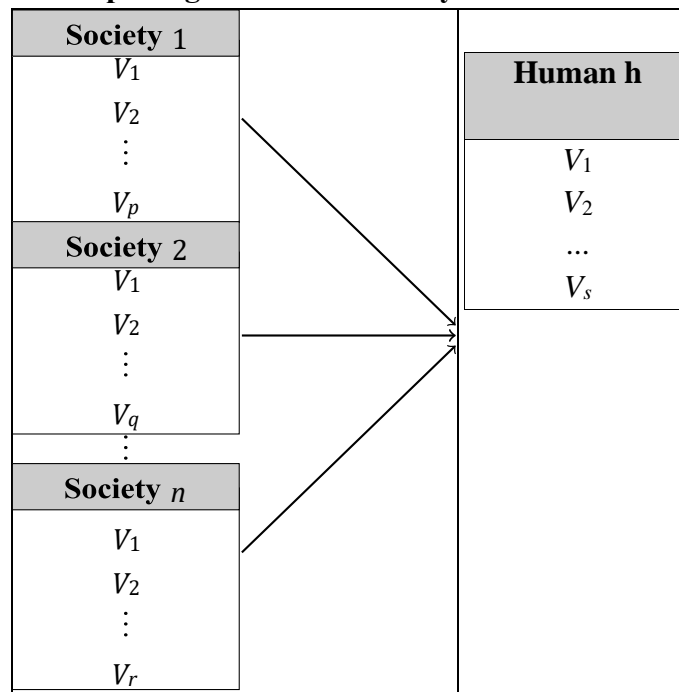 Society 1
V1
V2
⋮
Vp
Society 2
V1
V2
⋮
Vq
⋮
Society n
V1
V2
⋮
Vr
Human h
V1
V2
...
Vs